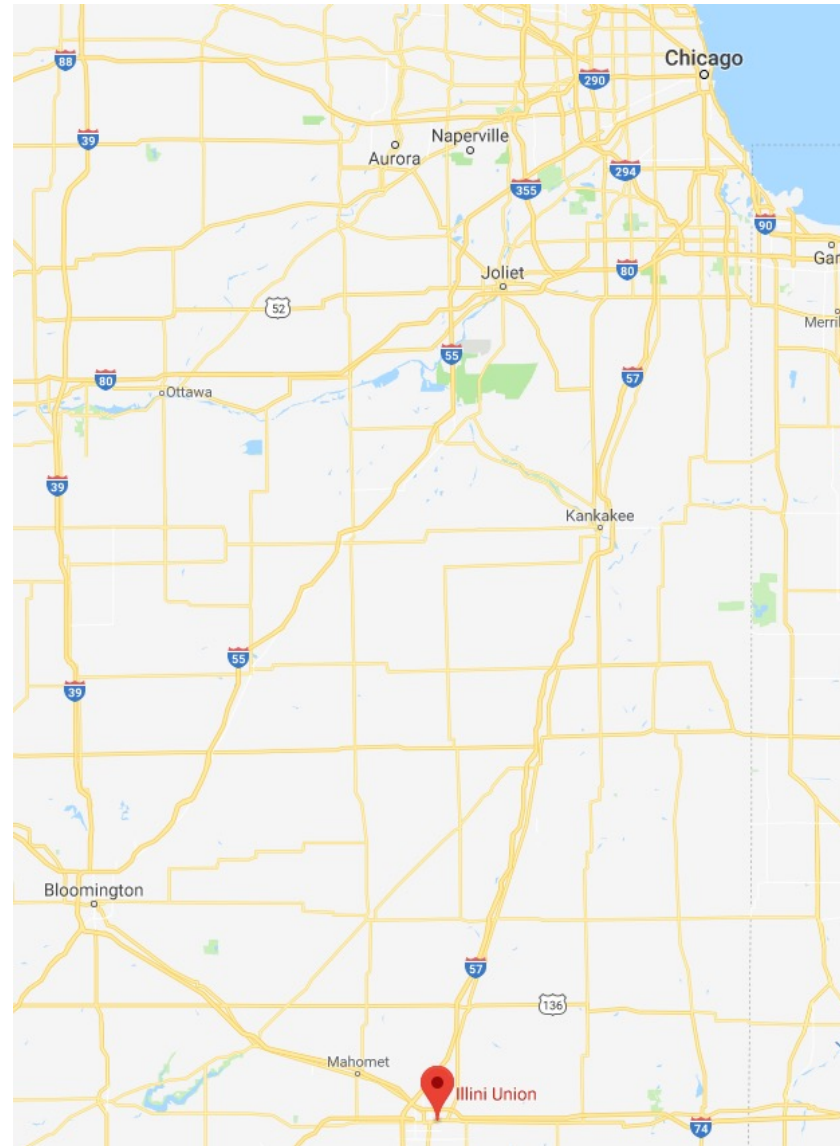 88
290
Chicago
39
Naperville
Aurora
294
355
90
Gar
Joliet
80
52
Merril
55
57
80
Ottawa
39
Kankakee
55
39
Bloomington
57
136
Mahomet
Illini Union
74